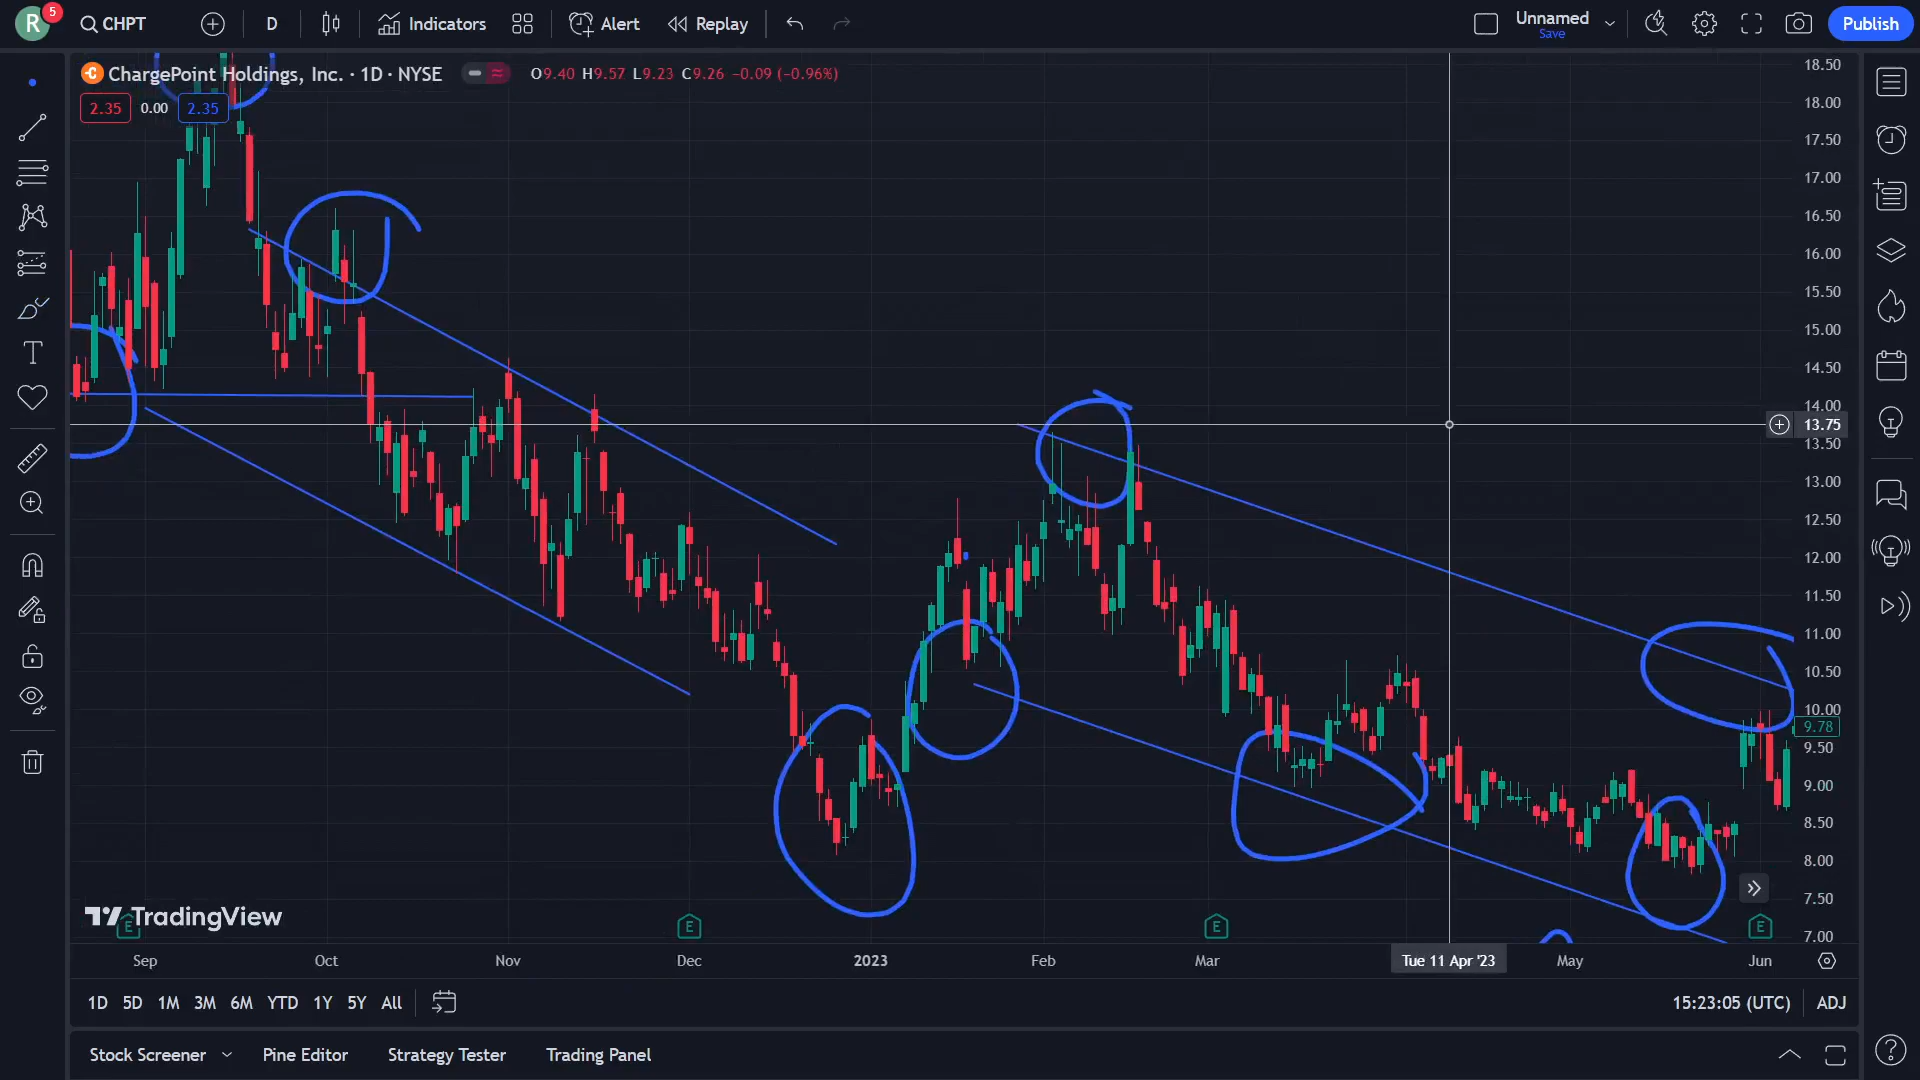 R 5 CHPT D Indicators Alert Replay Unnamed Publish
Save
ChargePoint Holdings, Inc. · 1D · NYSE O9.40 H9.57 L9.23 C9.26 −0.09 (−0.96%)
2.35 0.00 2.35
18.50
18.00
17.50
17.00
16.50
16.00
15.50
15.00
14.50
14.00
13.75
13.50
13.00
12.50
12.00
11.50
11.00
10.50
10.00
9.78
9.50
9.00
8.50
8.00
7.50
7.00
TradingView
E E E E
Sep Oct Nov Dec 2023 Feb Mar Tue 11 Apr '23 May Jun
1D 5D 1M 3M 6M YTD 1Y 5Y All 15:23:05 (UTC) ADJ
Stock Screener Pine Editor Strategy Tester Trading Panel